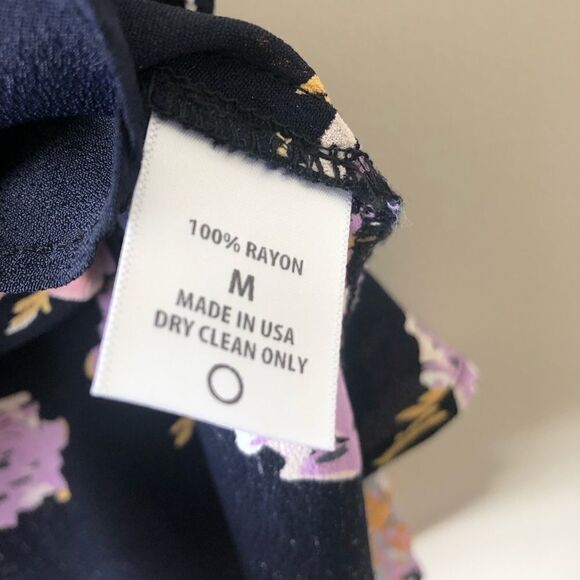 100% RAYON
M
MADE IN USA
DRY CLEAN ONLY